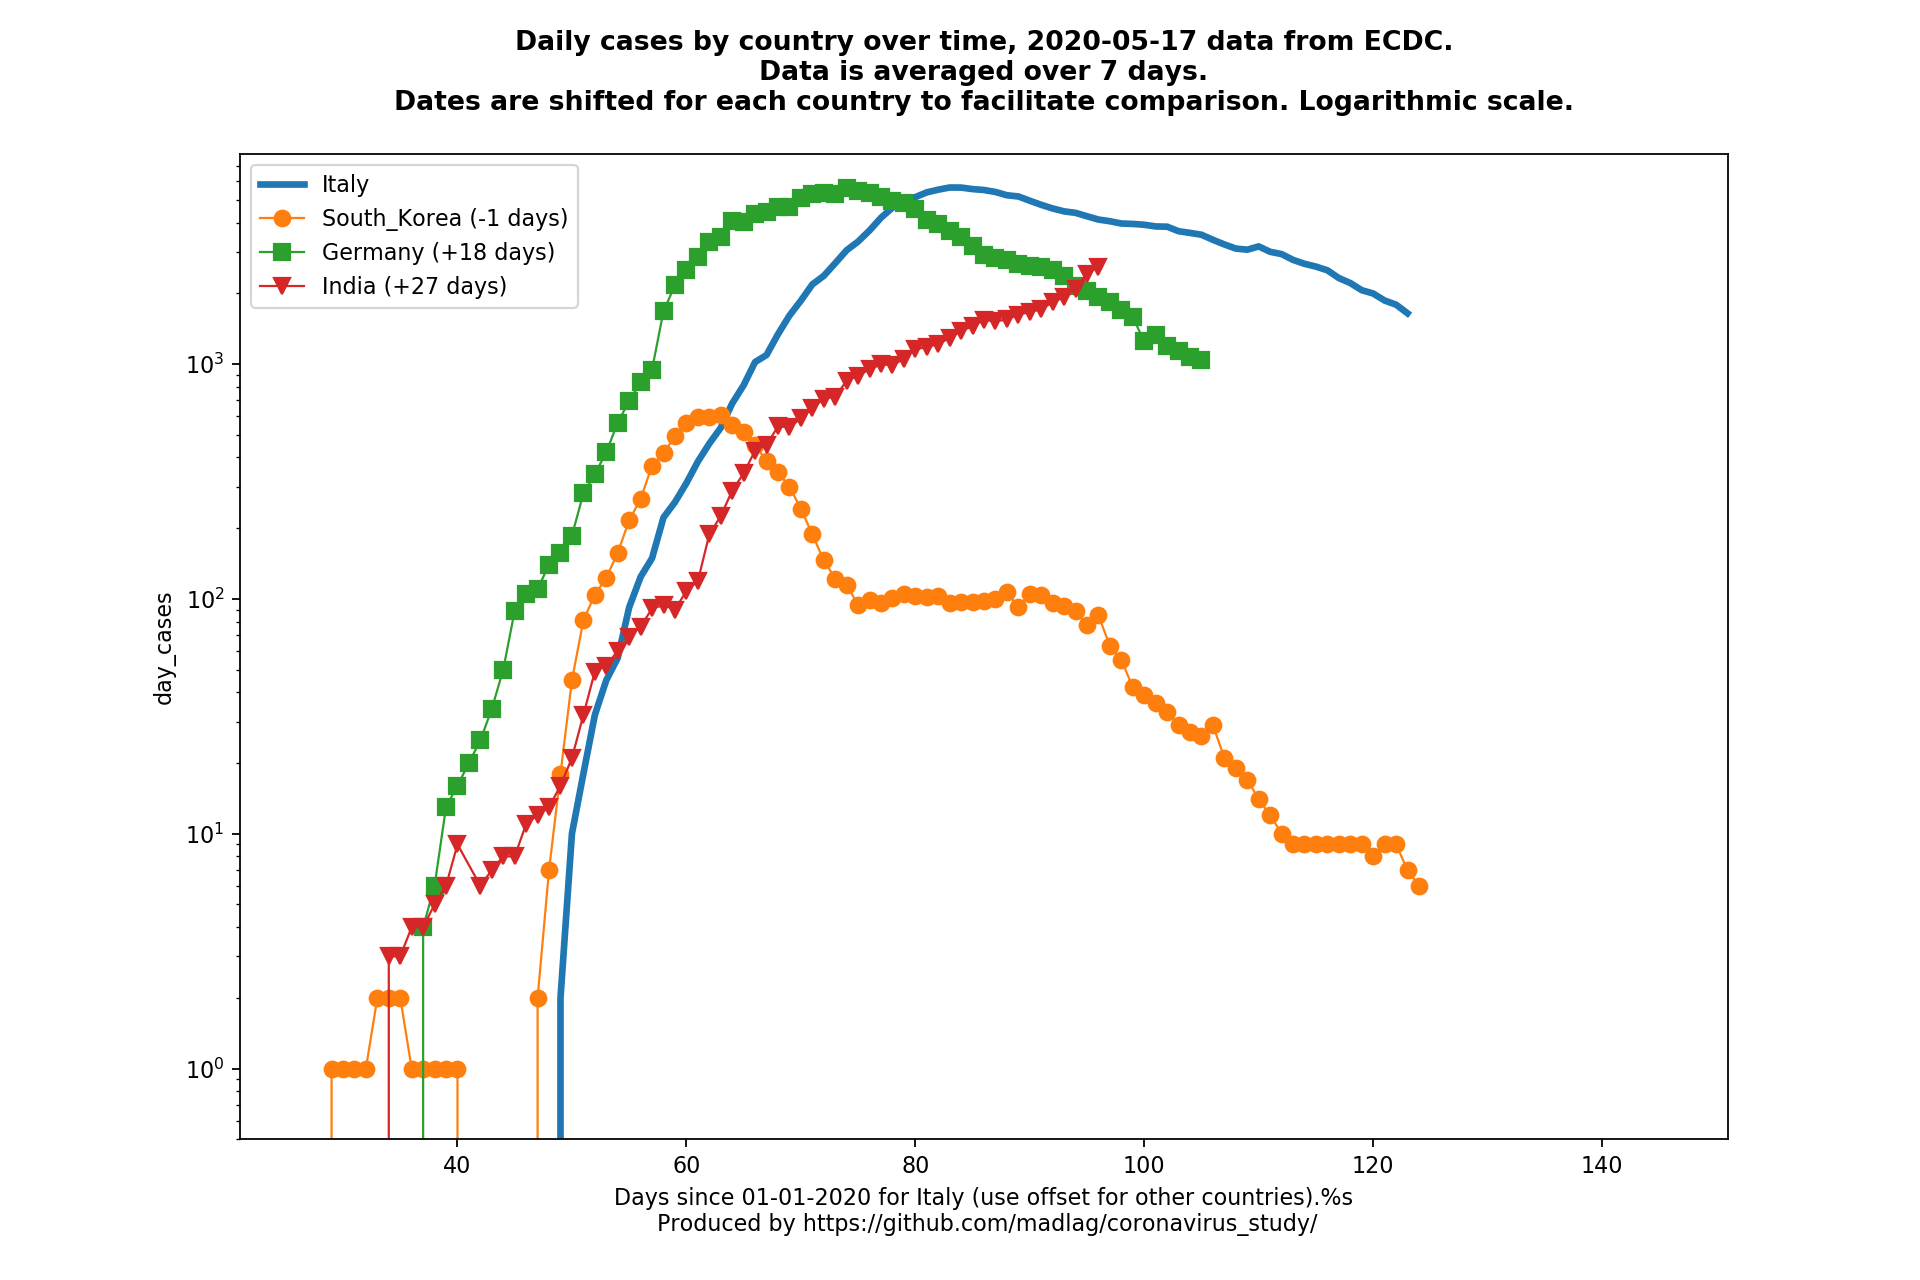 Daily cases by country over time, 2020-05-17 data from ECDC.
Data is averaged over 7 days.
Dates are shifted for each country to facilitate comparison. Logarithmic scale.
Italy
South_Korea (-1 days)
Germany (+18 days)
India (+27 days)
day_cases
10³
10²
10¹
10⁰
40 60 80 100 120 140
Days since 01-01-2020 for Italy (use offset for other countries).%s
Produced by https://github.com/madlag/coronavirus_study/